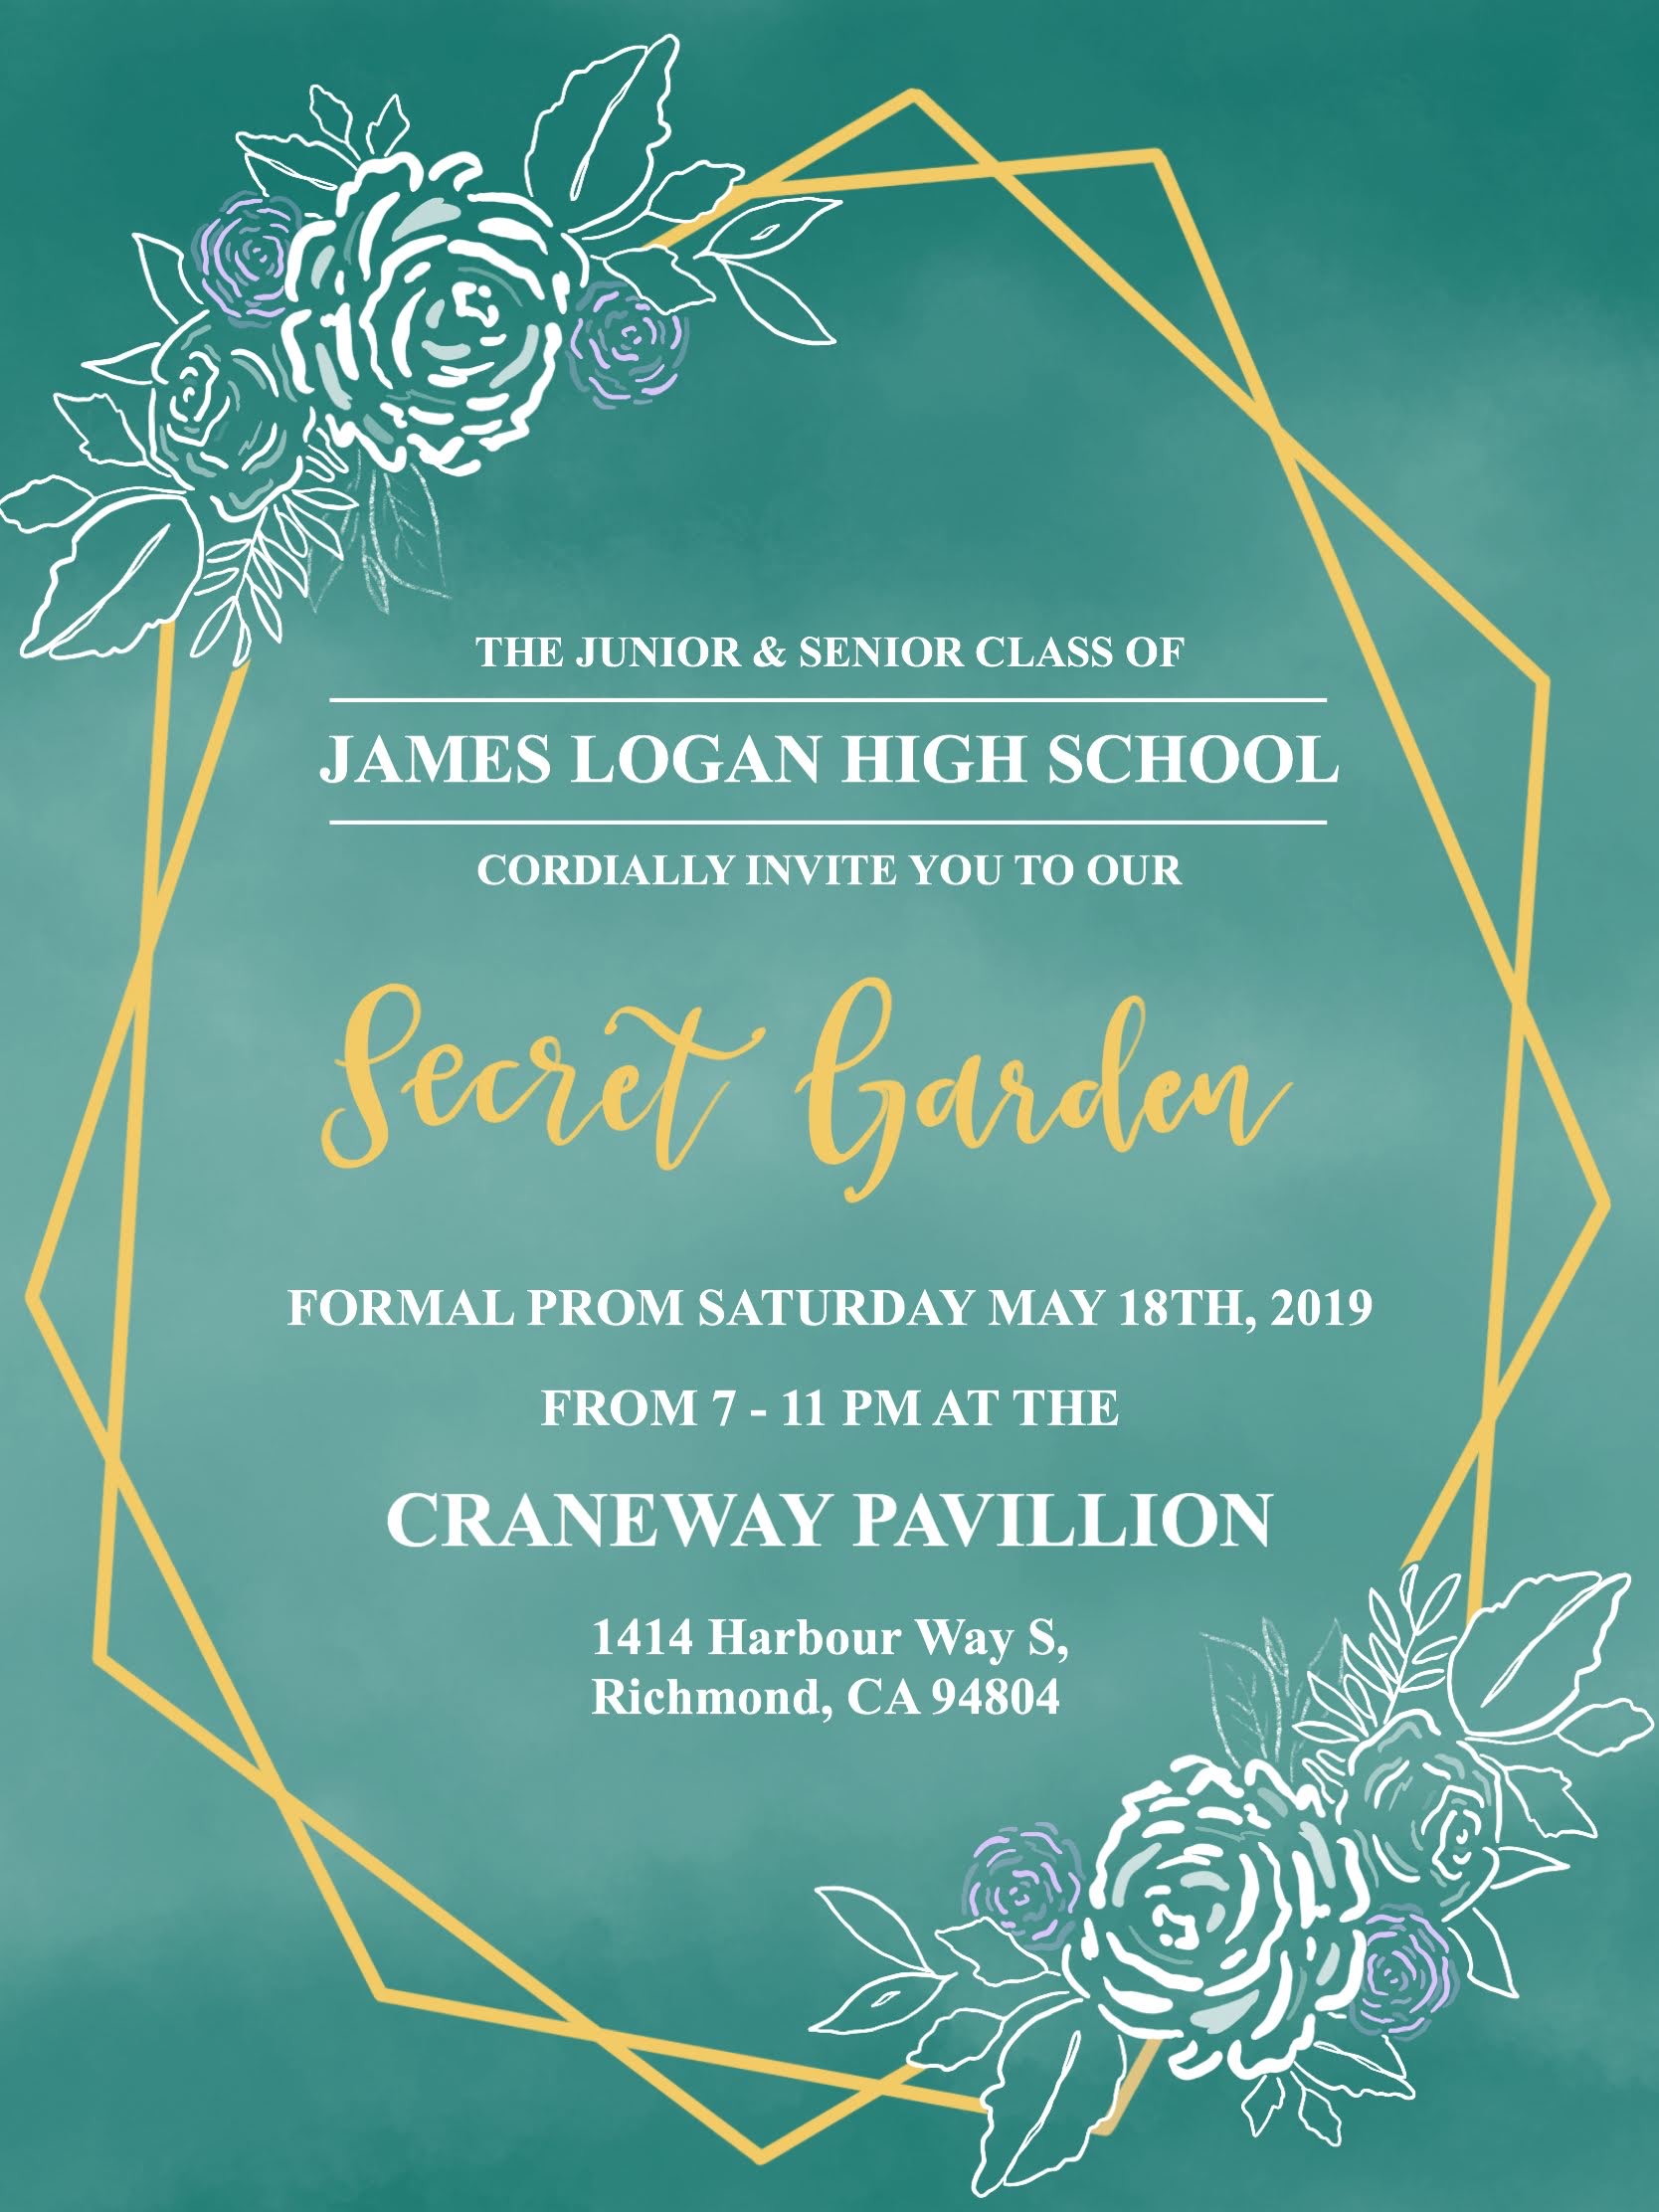 THE JUNIOR & SENIOR CLASS OF
JAMES LOGAN HIGH SCHOOL
CORDIALLY INVITE YOU TO OUR
Secret Garden
FORMAL PROM SATURDAY MAY 18TH, 2019
FROM 7 - 11 PM AT THE
CRANEWAY PAVILLION
1414 Harbour Way S,
Richmond, CA 94804